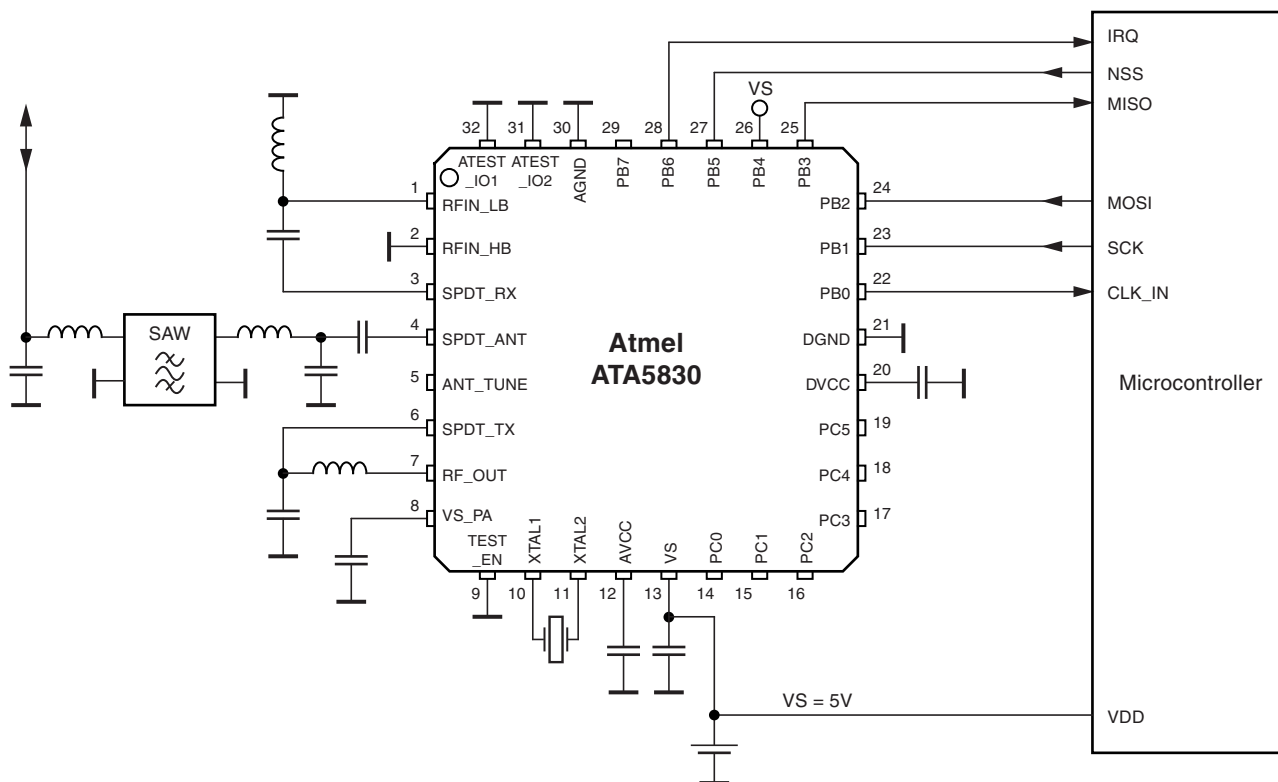 IRQ
NSS
VS
MISO
32
31
30
29
28
27
26
25
ATEST
_IO1
ATEST
_IO2
AGND
PB7
PB6
PB5
PB4
PB3
1
RFIN_LB
PB2
24
MOSI
2
RFIN_HB
PB1
23
SCK
3
SPDT_RX
PB0
22
CLK_IN
SAW
4
SPDT_ANT
Atmel
ATA5830
DGND
21
5
ANT_TUNE
DVCC
20
Microcontroller
6
SPDT_TX
PC5
19
7
RF_OUT
PC4
18
8
VS_PA
PC3
17
TEST
_EN
XTAL1
XTAL2
AVCC
VS
PC0
PC1
PC2
9
10
11
12
13
14
15
16
VS = 5V
VDD